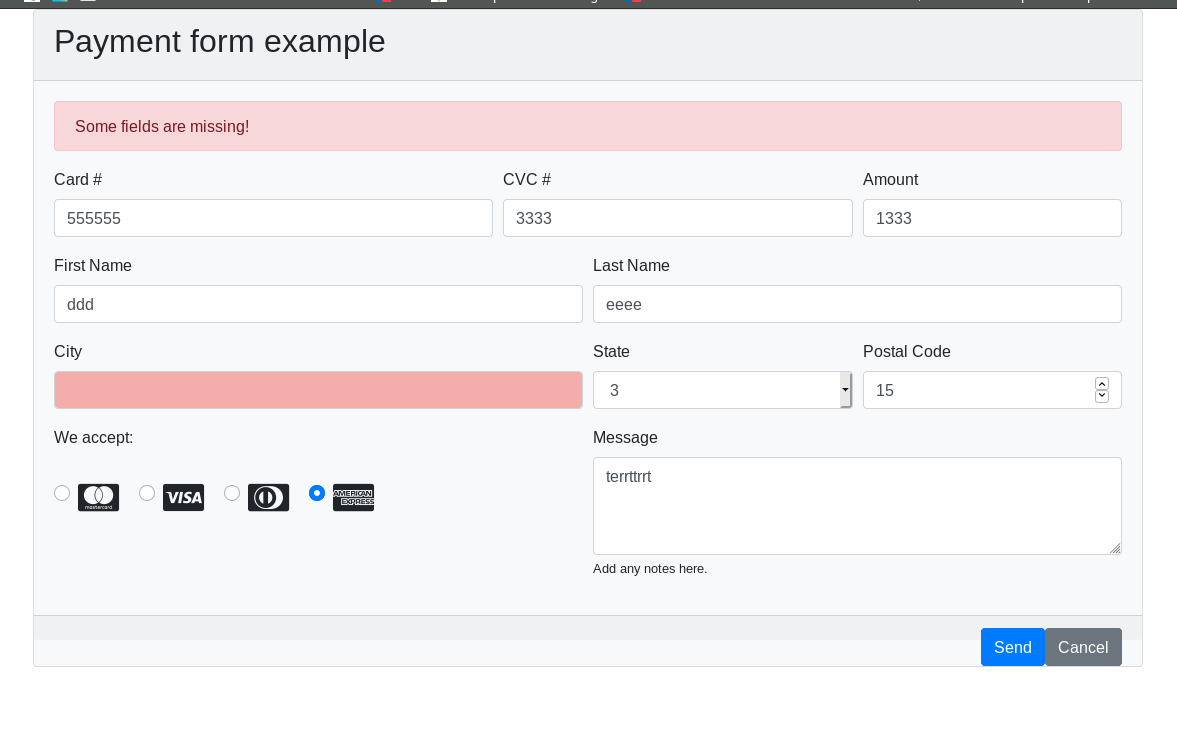 Payment form example
Some fields are missing!
Card # CVC # Amount
555555 3333 1333
First Name Last Name
ddd eeee
City State Postal Code
3 15
We accept: Message
terrttrrt
mastercard VISA AMERICAN EXPRESS
Add any notes here.
Send Cancel